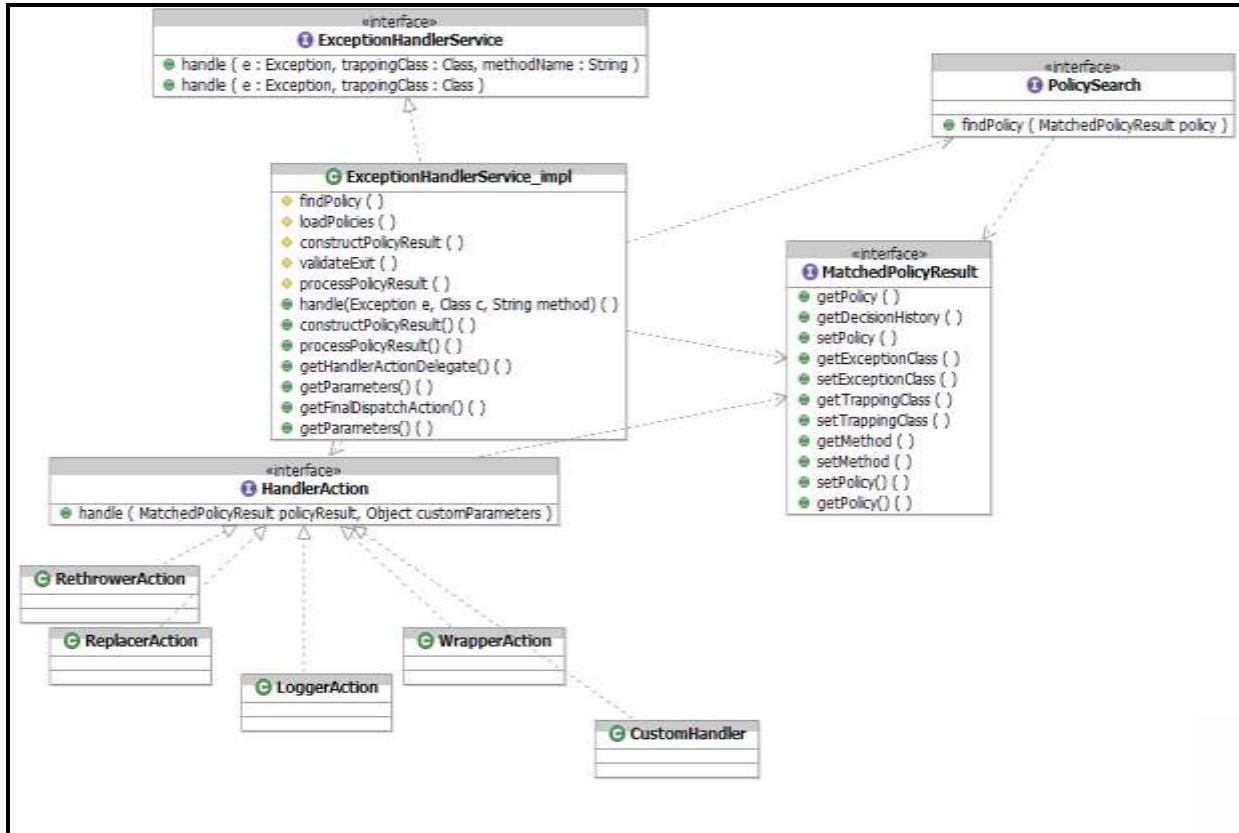 «interface»
ExceptionHandlerService
handle ( e : Exception, trappingClass : Class, methodName : String )
handle ( e : Exception, trappingClass : Class )
«interface»
PolicySearch
findPolicy ( MatchedPolicyResult policy )
ExceptionHandlerService_impl
findPolicy ( )
loadPolicies ( )
constructPolicyResult ( )
validateExit ( )
processPolicyResult ( )
handle(Exception e, Class c, String method) ( )
constructPolicyResult() ( )
processPolicyResult() ( )
getHandlerActionDelegate() ( )
getParameters() ( )
getFinalDispatchAction() ( )
getParameters() ( )
«interface»
MatchedPolicyResult
getPolicy ( )
getDecisionHistory ( )
setPolicy ( )
getExceptionClass ( )
setExceptionClass ( )
getTrappingClass ( )
setTrappingClass ( )
getMethod ( )
setMethod ( )
setPolicy() ( )
getPolicy() ( )
«interface»
HandlerAction
handle ( MatchedPolicyResult policyResult, Object customParameters )
RethrowerAction
ReplacerAction
WrapperAction
LoggerAction
CustomHandler